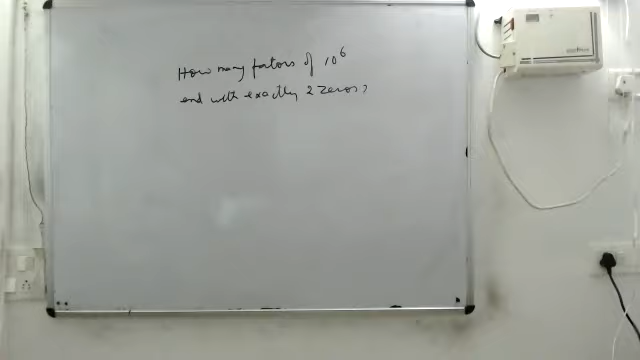 How many factors of 10^6
end with exactly 2 zeros?